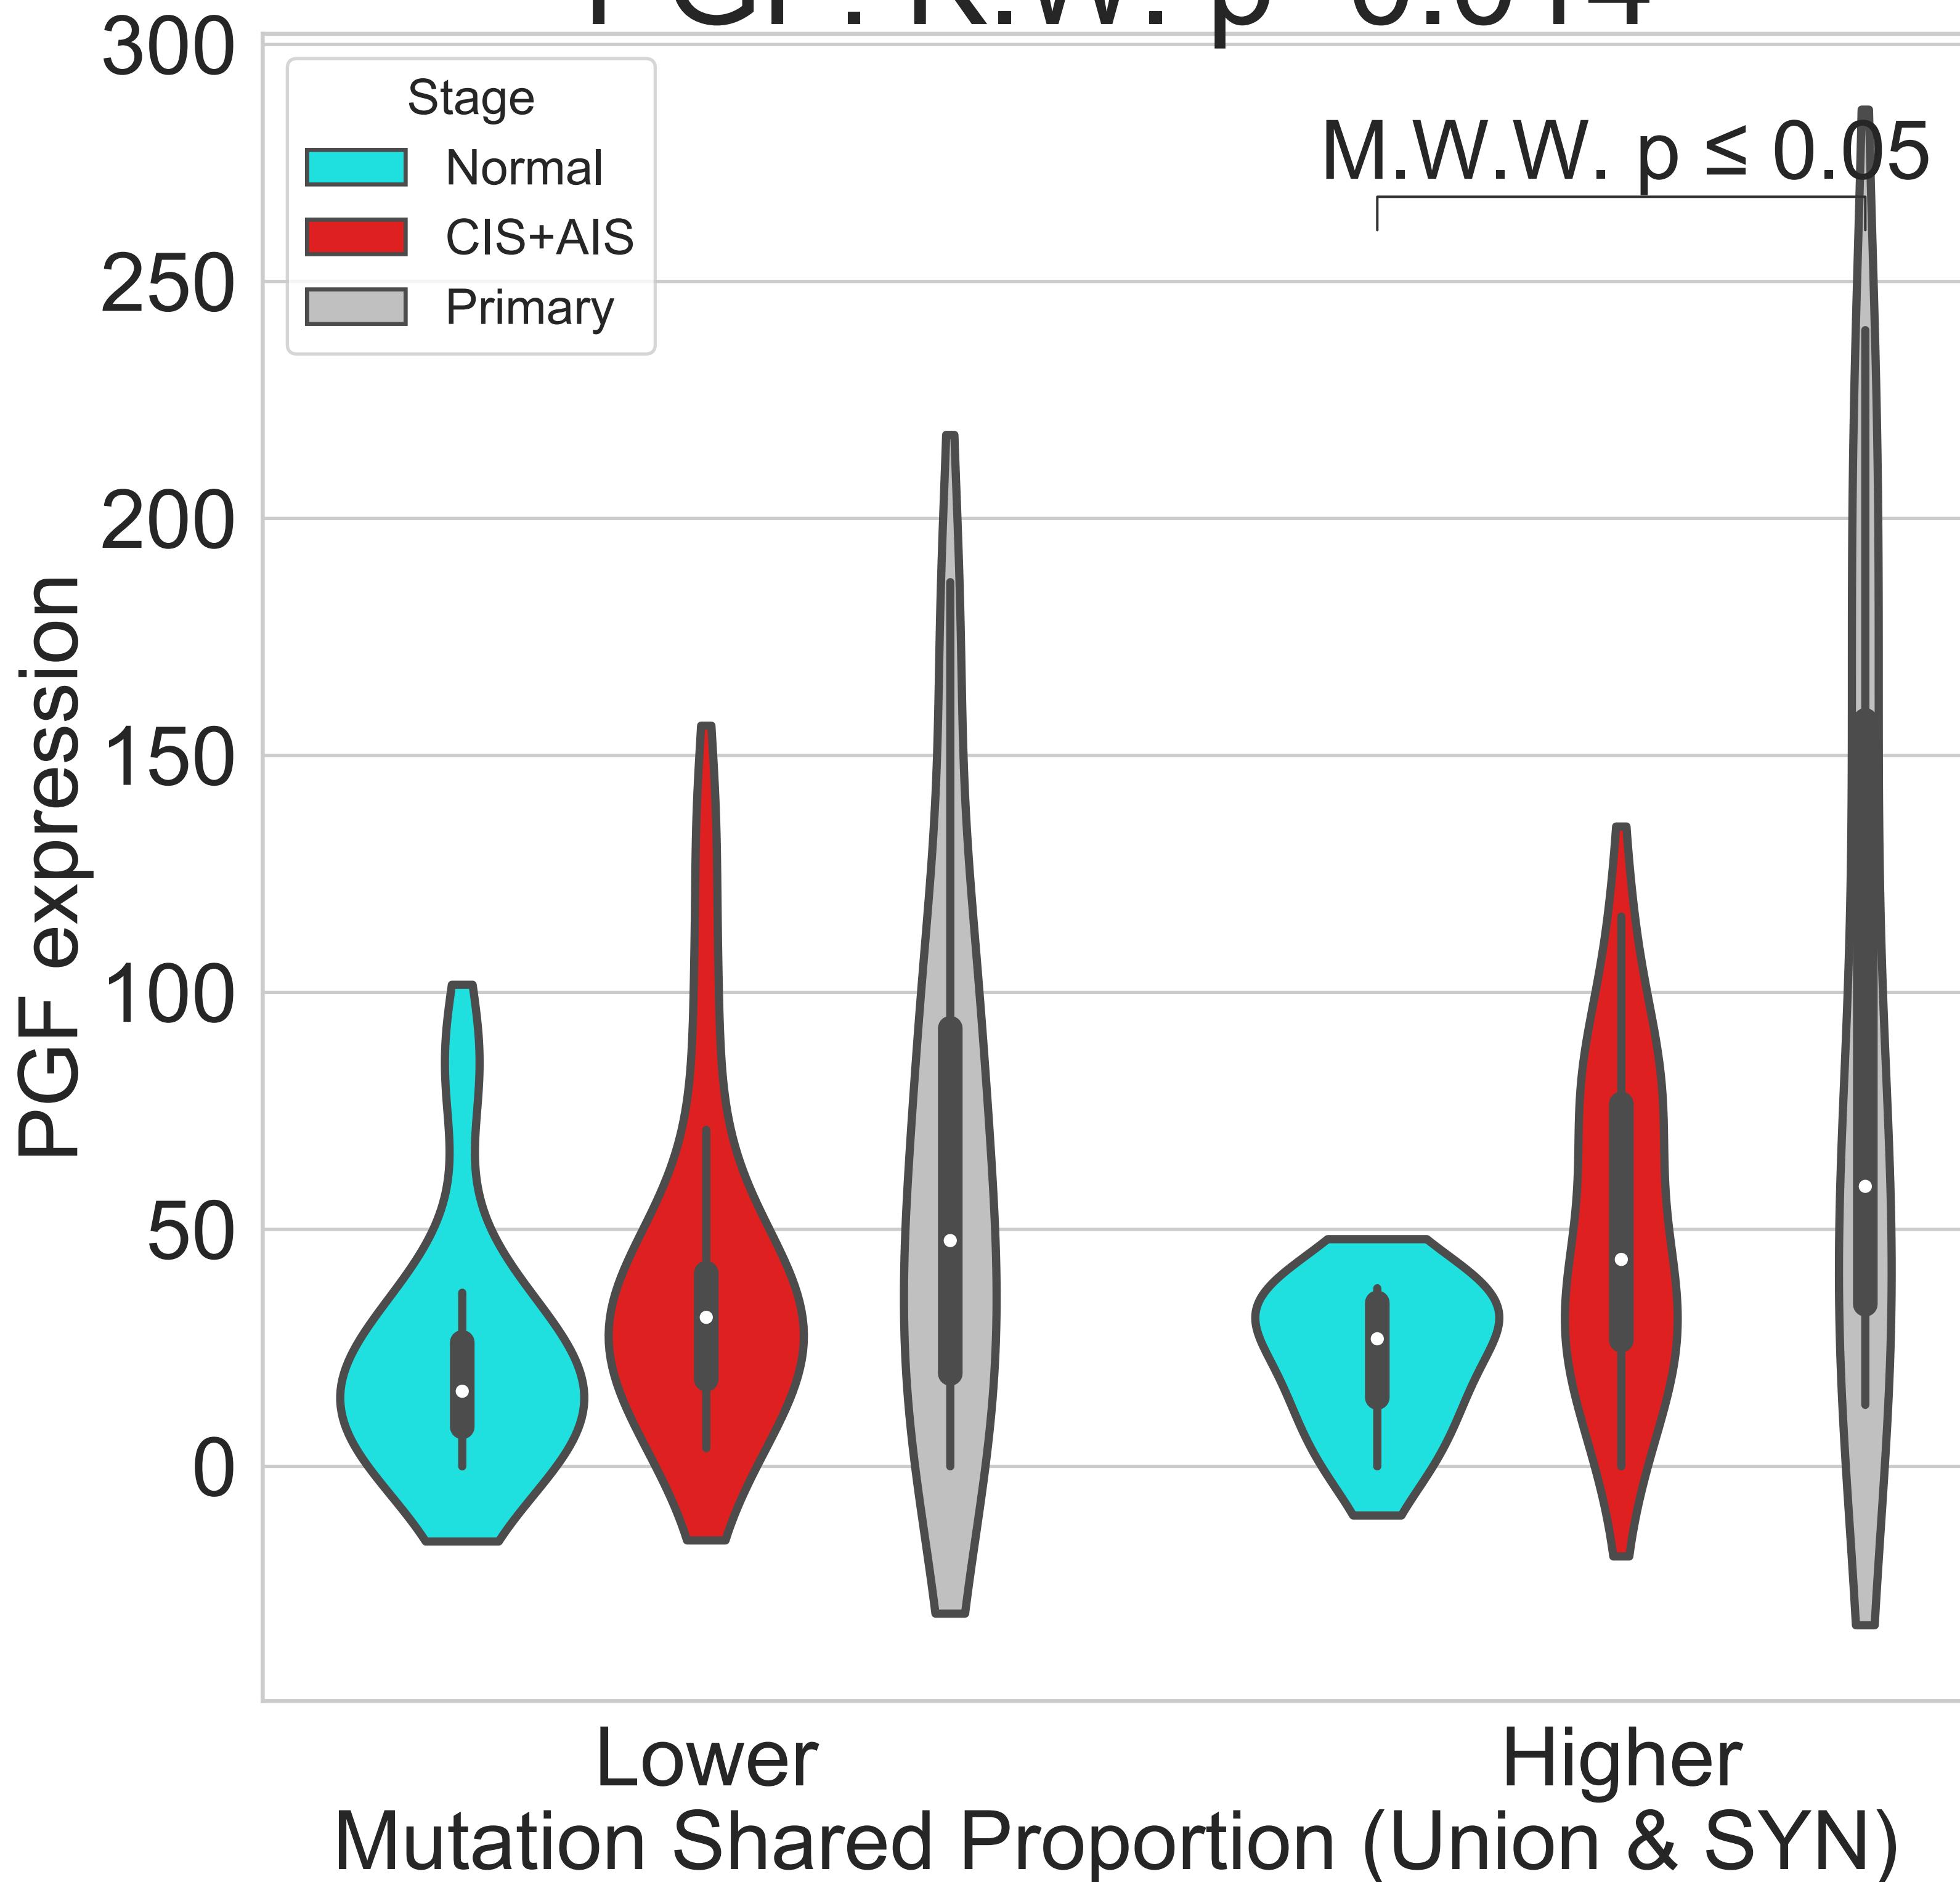 300
Stage
Normal
CIS+AIS
Primary
M.W.W. p ≤ 0.05
250
200
150
100
50
0
PGF expression
Lower
Higher
Mutation Shared Proportion (Union & SYN)